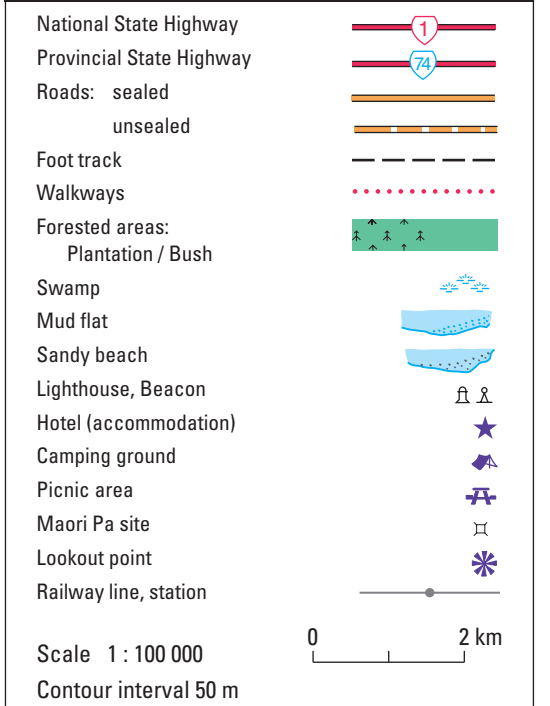 National State Highway 1
Provincial State Highway 74
Roads: sealed
unsealed
Foot track
Walkways
Forested areas:
Plantation / Bush
Swamp
Mud flat
Sandy beach
Lighthouse, Beacon
Hotel (accommodation)
Camping ground
Picnic area
Maori Pa site
Lookout point
Railway line, station
0 2 km
Scale 1 : 100 000
Contour interval 50 m